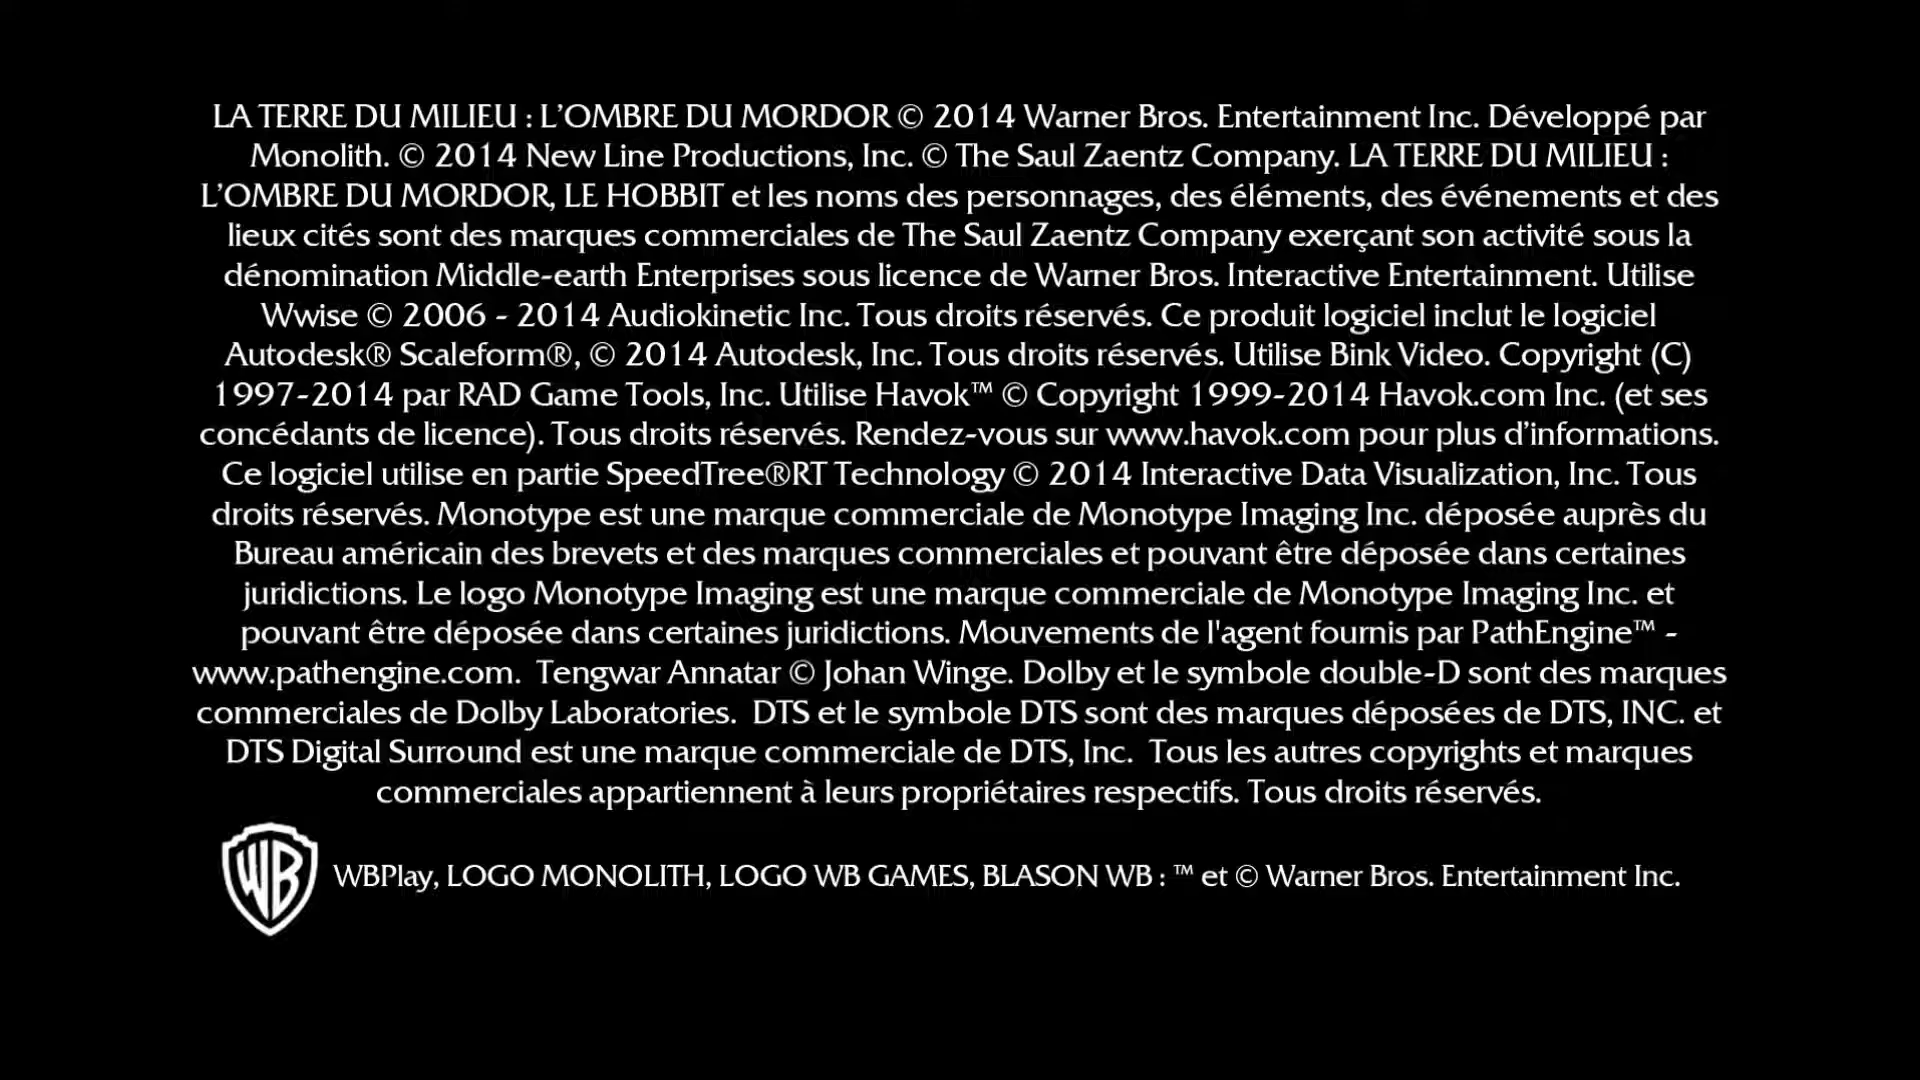 LA TERRE DU MILIEU : L’OMBRE DU MORDOR © 2014 Warner Bros. Entertainment Inc. Développé par
Monolith. © 2014 New Line Productions, Inc. © The Saul Zaentz Company. LA TERRE DU MILIEU :
L’OMBRE DU MORDOR, LE HOBBIT et les noms des personnages, des éléments, des événements et des
lieux cités sont des marques commerciales de The Saul Zaentz Company exerçant son activité sous la
dénomination Middle-earth Enterprises sous licence de Warner Bros. Interactive Entertainment. Utilise
Wwise © 2006 - 2014 Audiokinetic Inc. Tous droits réservés. Ce produit logiciel inclut le logiciel
Autodesk® Scaleform®, © 2014 Autodesk, Inc. Tous droits réservés. Utilise Bink Video. Copyright (C)
1997-2014 par RAD Game Tools, Inc. Utilise Havok™ © Copyright 1999-2014 Havok.com Inc. (et ses
concédants de licence). Tous droits réservés. Rendez-vous sur www.havok.com pour plus d’informations.
Ce logiciel utilise en partie SpeedTree®RT Technology © 2014 Interactive Data Visualization, Inc. Tous
droits réservés. Monotype est une marque commerciale de Monotype Imaging Inc. déposée auprès du
Bureau américain des brevets et des marques commerciales et pouvant être déposée dans certaines
juridictions. Le logo Monotype Imaging est une marque commerciale de Monotype Imaging Inc. et
pouvant être déposée dans certaines juridictions. Mouvements de l'agent fournis par PathEngine™ -
www.pathengine.com.  Tengwar Annatar © Johan Winge. Dolby et le symbole double-D sont des marques
commerciales de Dolby Laboratories.  DTS et le symbole DTS sont des marques déposées de DTS, INC. et
DTS Digital Surround est une marque commerciale de DTS, Inc.  Tous les autres copyrights et marques
commerciales appartiennent à leurs propriétaires respectifs. Tous droits réservés.
WB WBPlay, LOGO MONOLITH, LOGO WB GAMES, BLASON WB : ™ et © Warner Bros. Entertainment Inc.